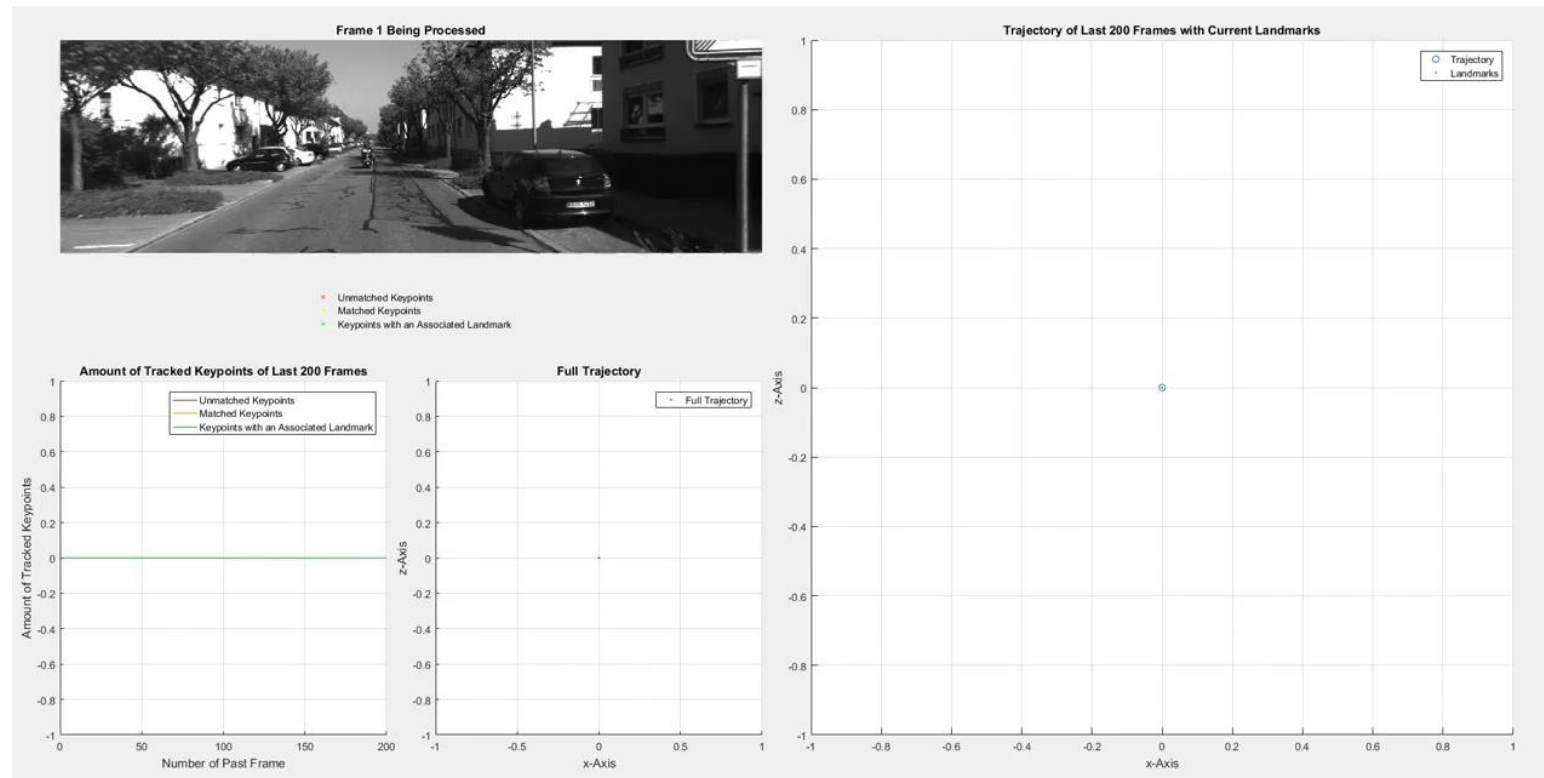 Frame 1 Being Processed
Unmatched Keypoints
Matched Keypoints
Keypoints with an Associated Landmark
Amount of Tracked Keypoints of Last 200 Frames
Unmatched Keypoints
Matched Keypoints
Keypoints with an Associated Landmark
1
0.8
0.6
0.4
0.2
0
-0.2
-0.4
-0.6
-0.8
-1
Amount of Tracked Keypoints
0 50 100 150 200
Number of Past Frame
Full Trajectory
Full Trajectory
1
0.8
0.6
0.4
0.2
0
-0.2
-0.4
-0.6
-0.8
-1
z-Axis
-1 -0.5 0 0.5 1
x-Axis
Trajectory of Last 200 Frames with Current Landmarks
Trajectory
Landmarks
1
0.8
0.6
0.4
0.2
0
-0.2
-0.4
-0.6
-0.8
-1
z-Axis
-1 -0.8 -0.6 -0.4 -0.2 0 0.2 0.4 0.6 0.8 1
x-Axis